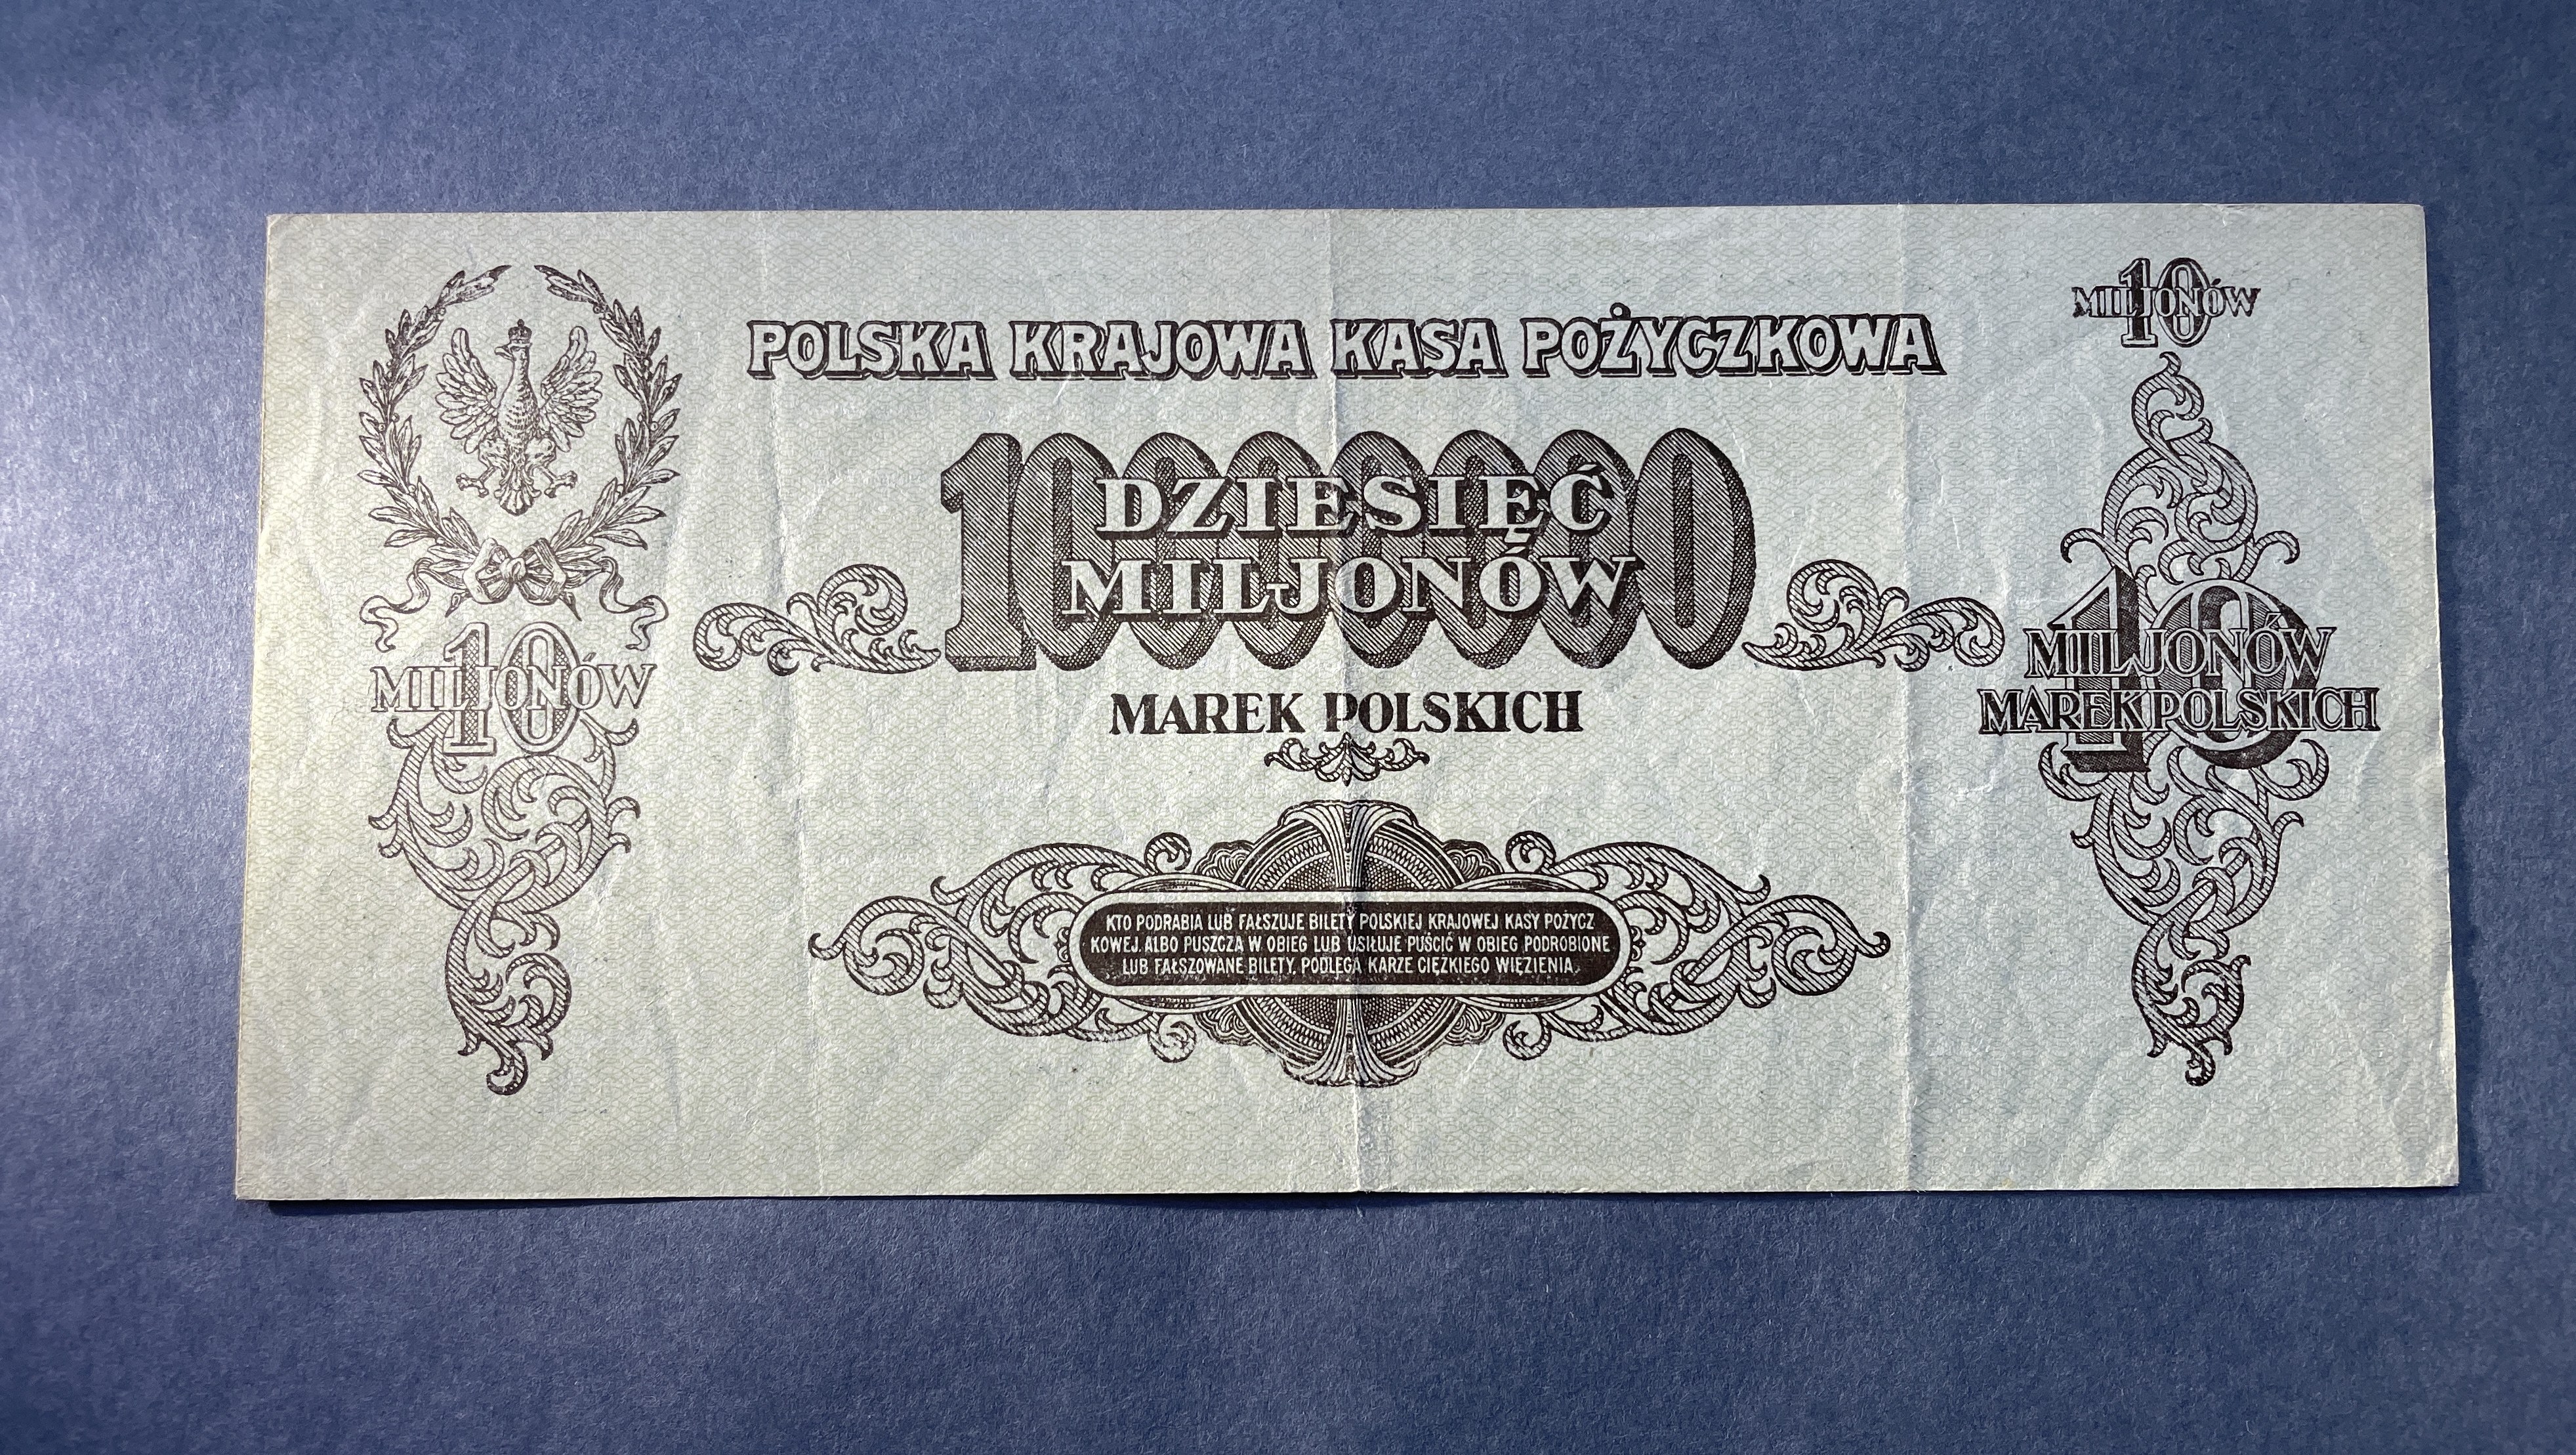 10
MILJONÓW
POLSKA KRAJOWA KASA POŻYCZKOWA
10000000
DZIESIĘĆ
MILJONÓW
MAREK POLSKICH
10
MILJONÓW
10
MILJONÓW
MAREK POLSKICH
KTO PODRABIA LUB FAŁSZUJE BILETY POLSKIEJ KRAJOWEJ KASY POŻYCZ
KOWEJ, ALBO PUSZCZA W OBIEG LUB USIŁUJE PUŚCIĆ W OBIEG PODROBIONE
LUB FAŁSZOWANE BILETY, PODLEGA KARZE CIĘŻKIEGO WIĘZIENIA.